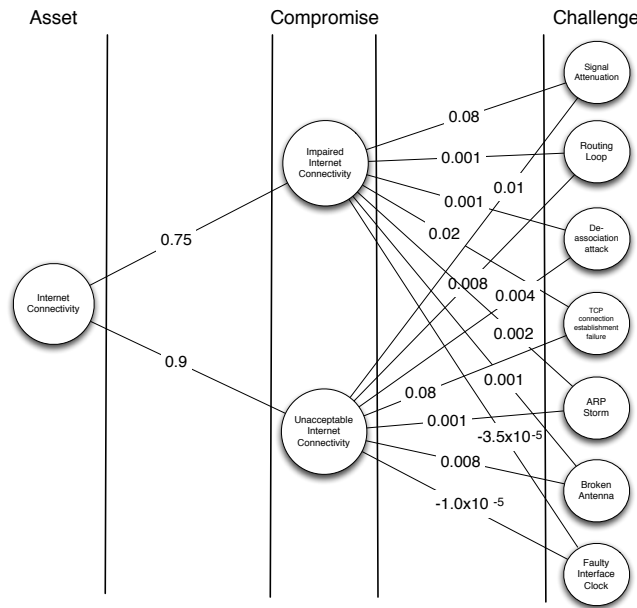 Asset
Compromise
Challenge
Signal
Attenuation
Impaired
Internet
Connectivity
0.08
Routing
Loop
0.001
0.01
0.001
De-
association
attack
0.75
0.02
0.008
0.004
Internet
Connectivity
TCP
connection
establishment
failure
0.002
0.9
0.001
0.08
ARP
Storm
Unacceptable
Internet
Connectivity
0.001
-3.5x10 -5
0.008
Broken
Antenna
-1.0x10 -5
Faulty
Interface
Clock